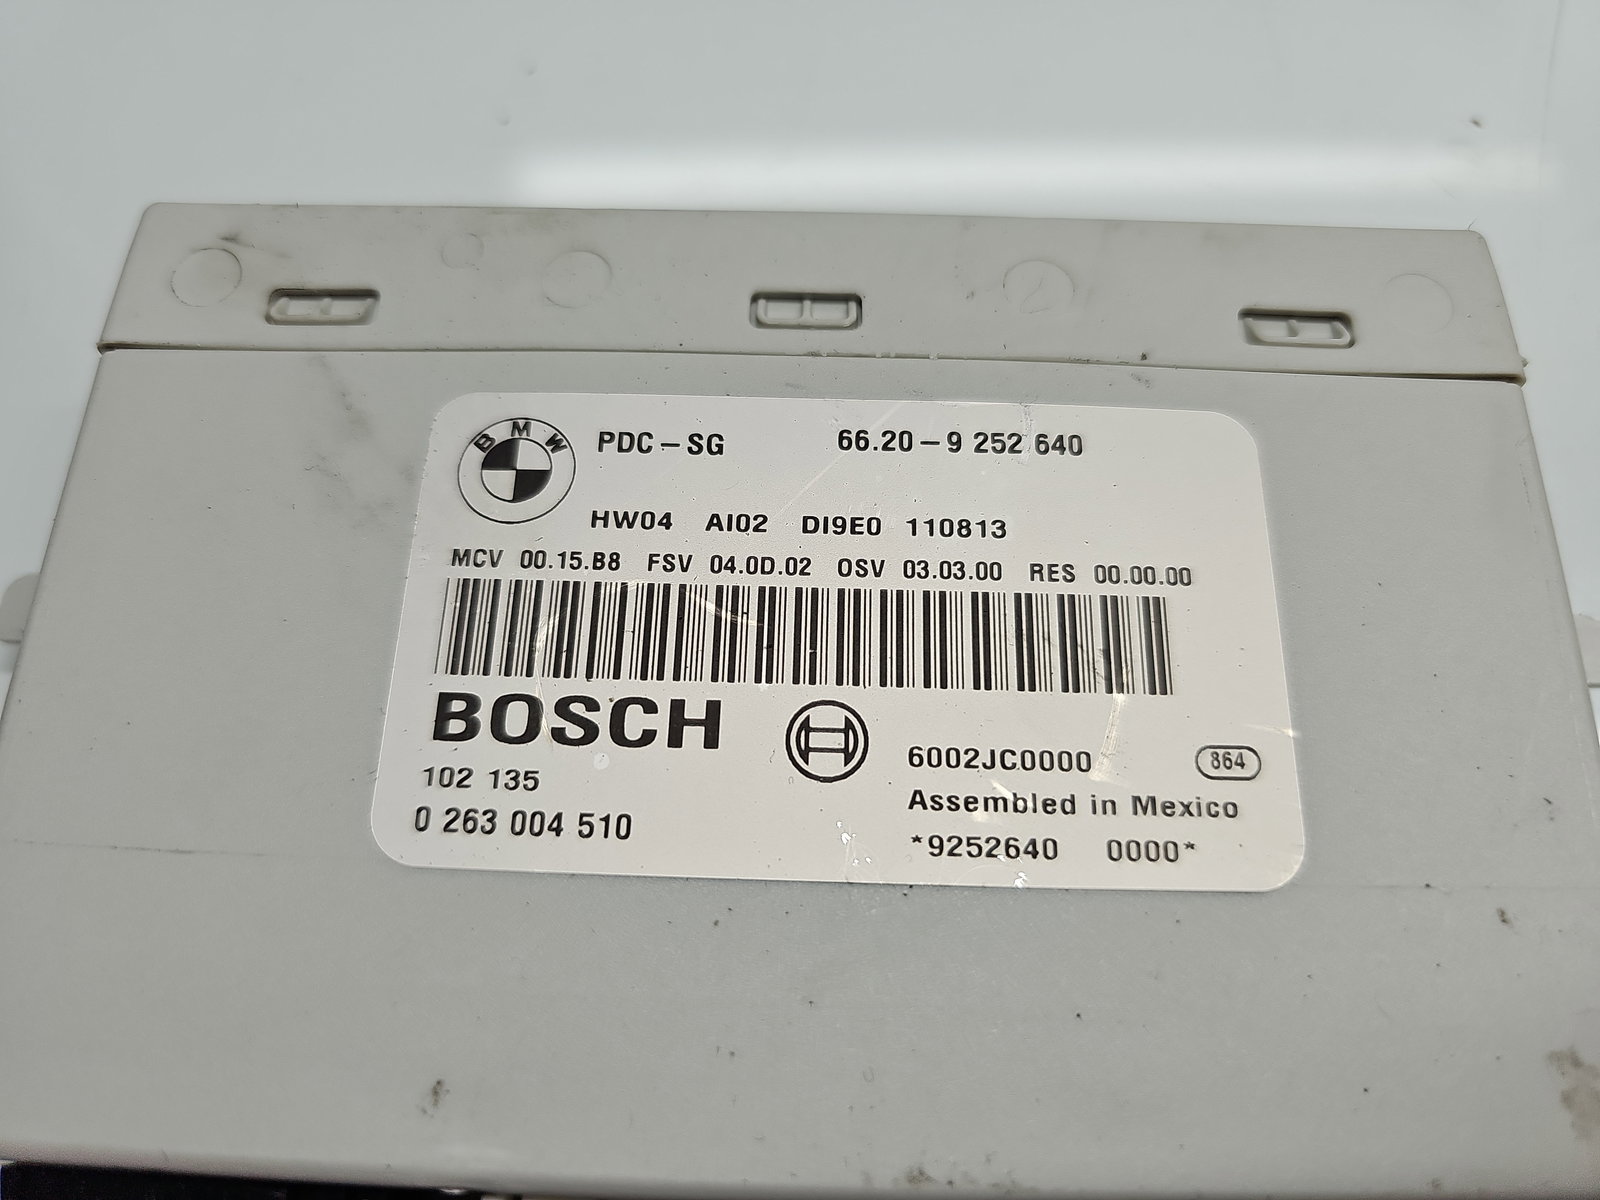 BMW PDC-SG 66.20-9 252 640
HW04 AI02 DI9E0 110813
MCV 00.15.B8 FSV 04.0D.02 OSV 03.03.00 RES 00.00.00
BOSCH
102 135
0 263 004 510
6002JC0000 864
Assembled in Mexico
*9252640 0000*